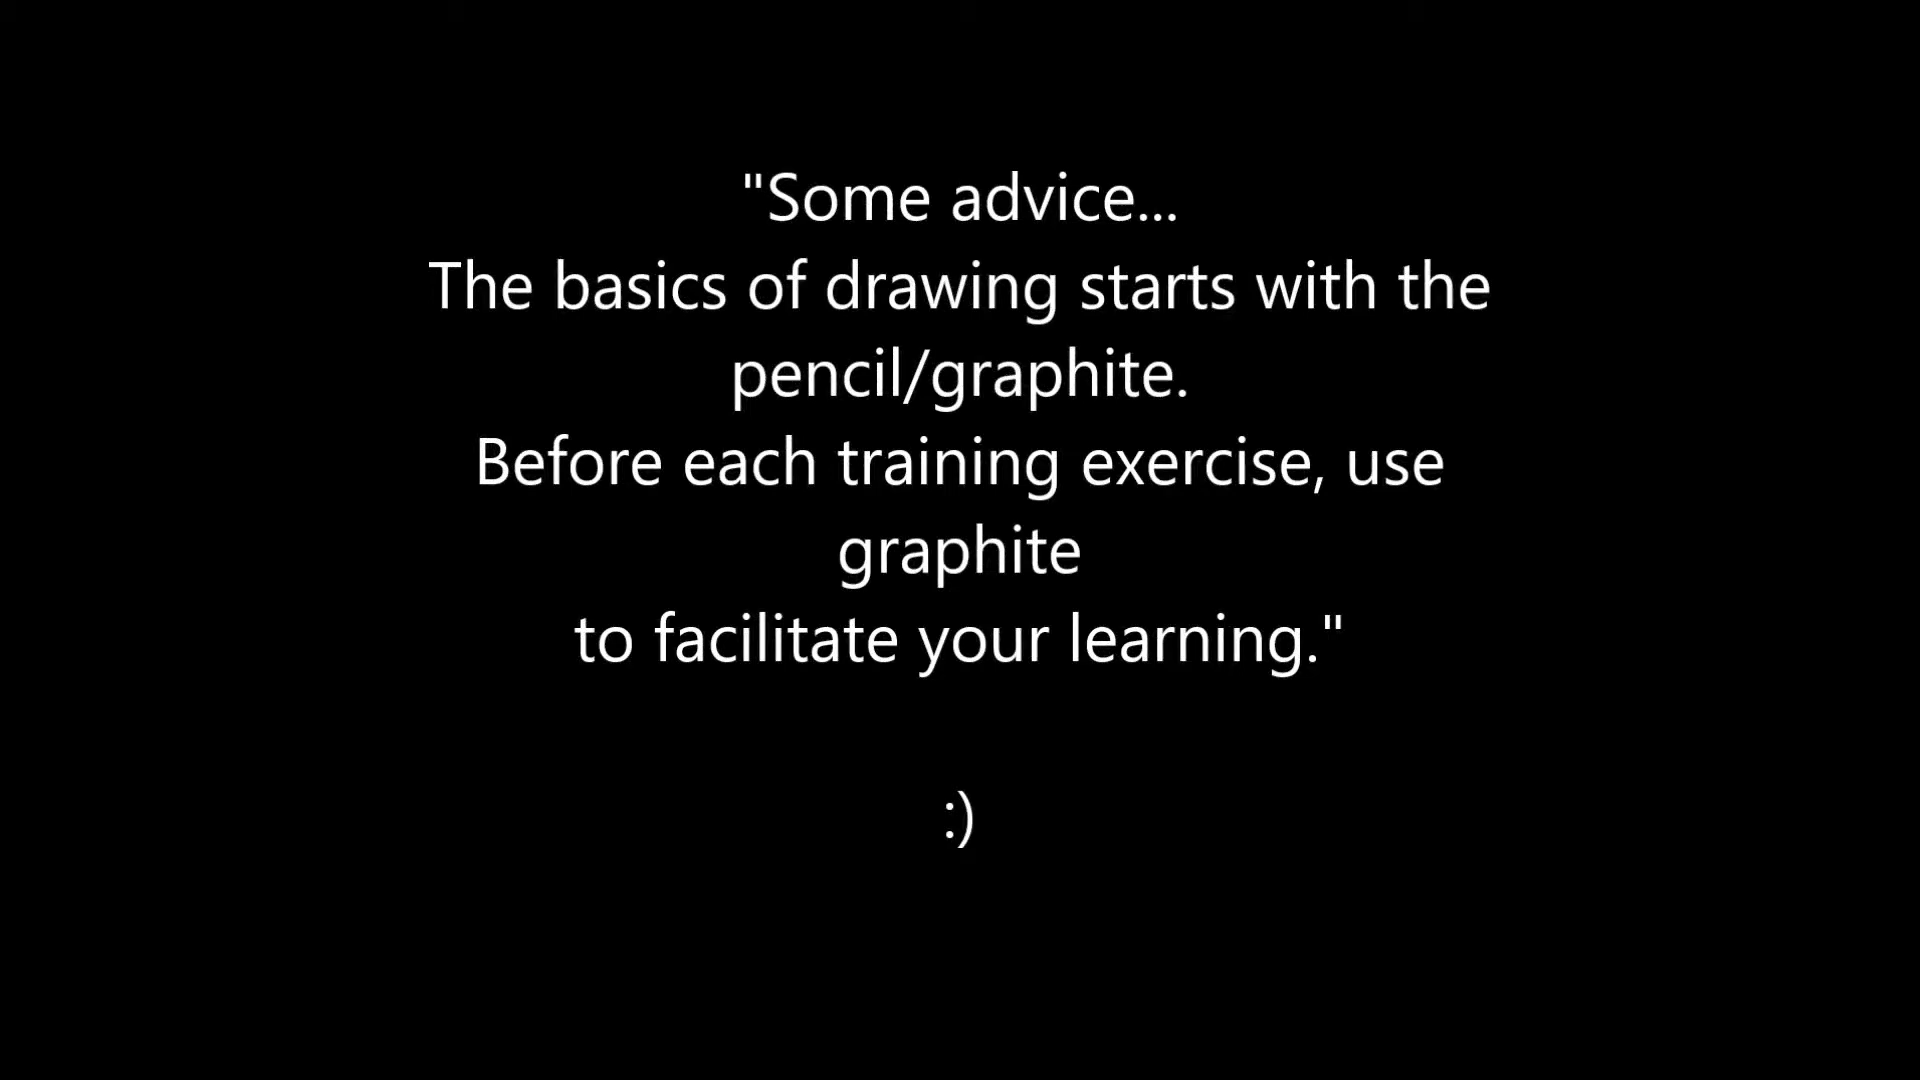 "Some advice...
The basics of drawing starts with the
pencil/graphite.
Before each training exercise, use
graphite
to facilitate your learning."
:)